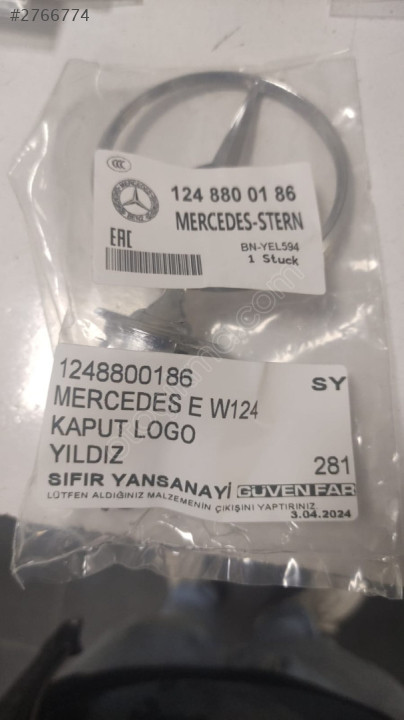 #2766774
CCC
124 880 01 86
MERCEDES-STERN
EAC
BN-YEL594
1 Stuck
1248800186
SY
MERCEDES E W124
KAPUT LOGO
YILDIZ
281
SIFIR YANSANAYİ GÜVEN FAR
LÜTFEN ALDIĞINIZ MALZEMENİN ÇIKIŞINI YAPTIRINIZ
3.04.2024